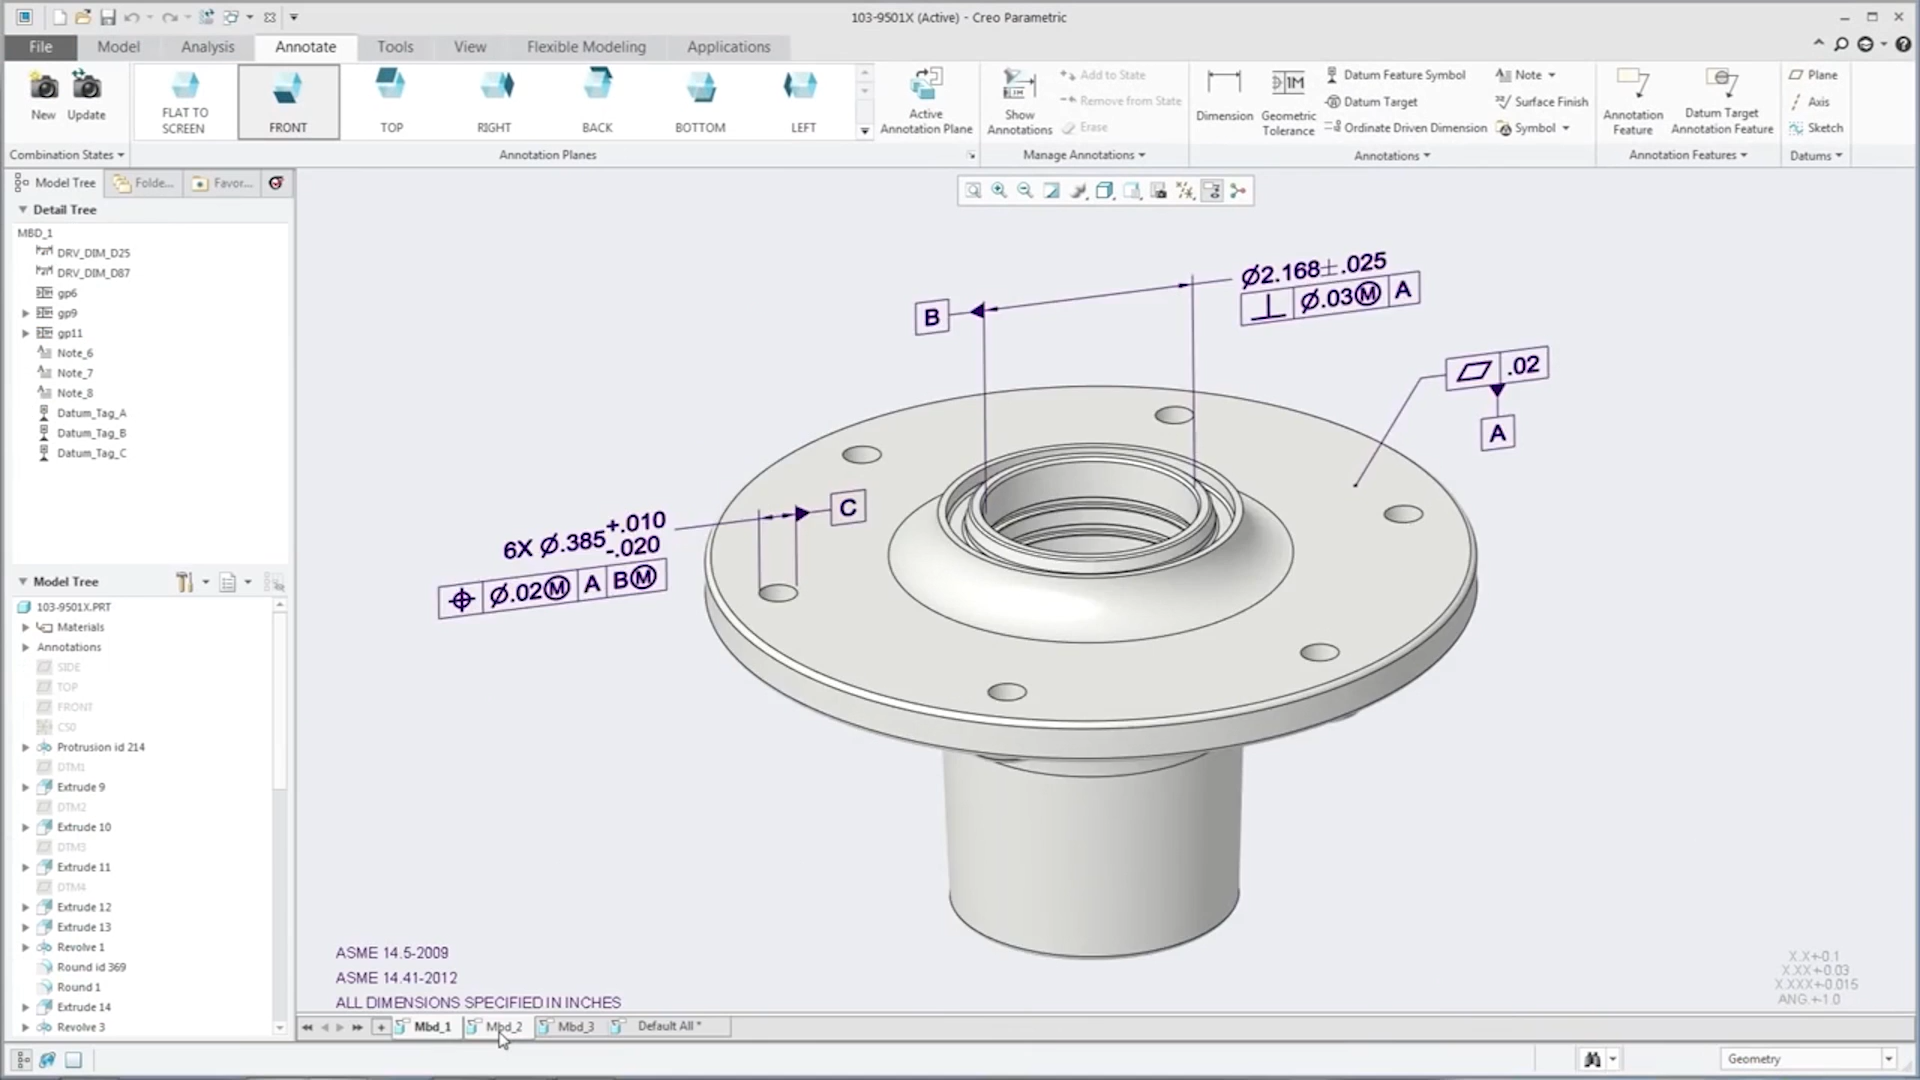 103-9501X (Active) - Creo Parametric
File Model Analysis Annotate Tools View Flexible Modeling Applications
New Update
FLAT TO SCREEN FRONT TOP RIGHT BACK BOTTOM LEFT
Active Annotation Plane
Show Annotations
Add to State
Remove from State
Erase
Dimension
Geometric Tolerance
Datum Feature Symbol
Datum Target
Ordinate Driven Dimension
Note
Surface Finish
Symbol
Annotation Feature
Datum Target Annotation Feature
Plane
Axis
Sketch
Combination States Annotation Planes Manage Annotations Annotations Annotation Features Datums
Model Tree Folde... Favor...
Detail Tree
MBD_1
DRV_DIM_D25
DRV_DIM_D87
gp6
gp9
gp11
Note_6
Note_7
Note_8
Datum_Tag_A
Datum_Tag_B
Datum_Tag_C
Model Tree
103-9501X.PRT
Materials
Annotations
SIDE
TOP
FRONT
CS0
Protrusion id 214
DTM1
Extrude 9
DTM2
Extrude 10
DTM3
Extrude 11
DTM4
Extrude 12
Extrude 13
Revolve 1
Round id 369
Round 1
Extrude 14
Revolve 3
B
Ø2.168±.025
⊥ Ø.03Ⓜ A
⏥ .02
A
C
6X Ø.385+.010 -.020
⌖ Ø.02Ⓜ A BⓂ
ASME 14.5-2009
ASME 14.41-2012
ALL DIMENSIONS SPECIFIED IN INCHES
X.X+-0.1
X.XX+-0.03
X.XXX+-0.015
ANG.+-1.0
Mbd_1 Mbd_2 Mbd_3 Default All *
Geometry